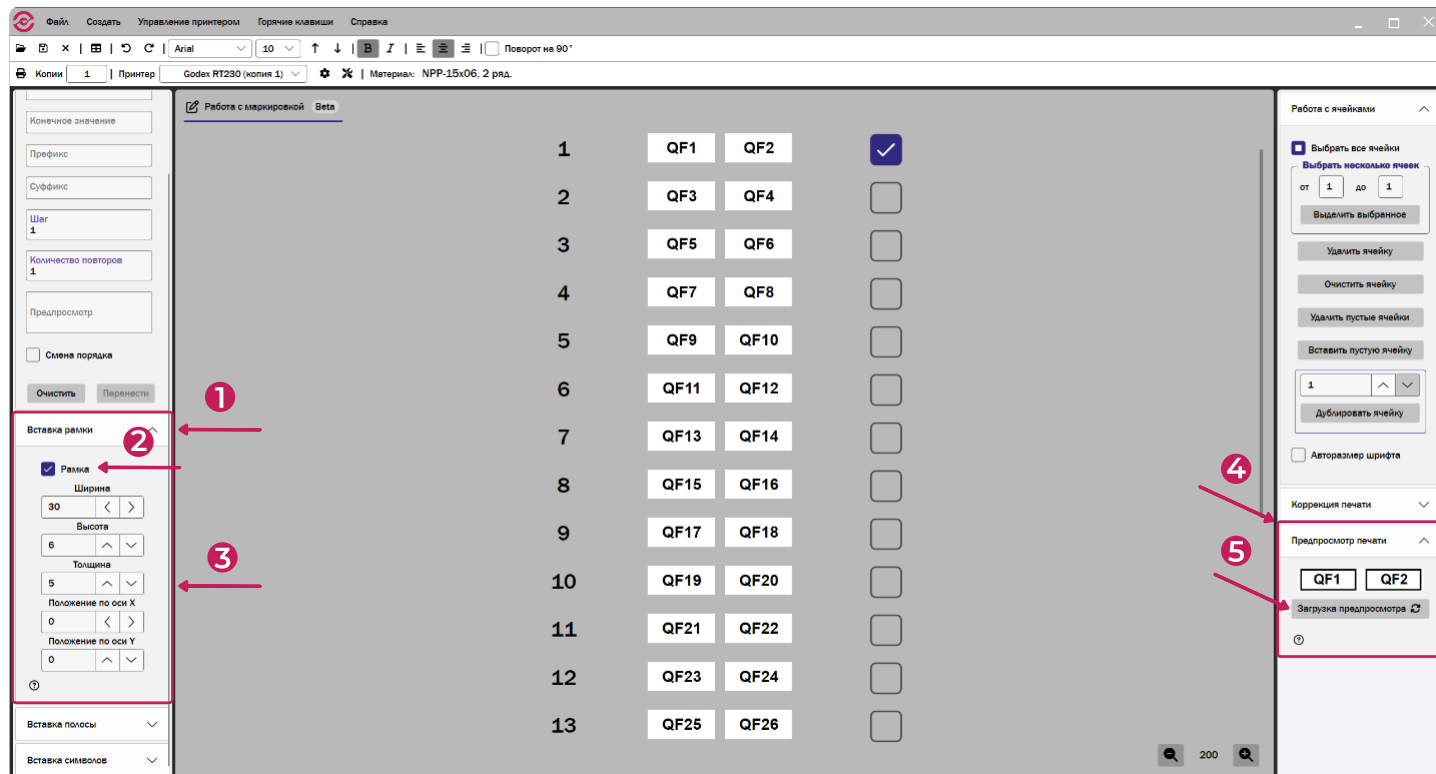 Файл Создать Управление принтером Горячие клавиши Справка
Arial 10 B I Поворот на 90°
Копии 1 Принтер Godex RT230 (копия 1) Материал: NPP-15x06, 2 ряд.
Конечное значение
Префикс
Суффикс
Шаг
1
Количество повторов
1
Предпросмотр
Смена порядка
Очистить Перенести
1
Вставка рамки
2
Рамка
Ширина
30
Высота
6
Толщина
5
3
Положение по оси X
0
Положение по оси Y
0
Вставка полосы
Вставка символов
Работа с маркировкой Beta
1 QF1 QF2
2 QF3 QF4
3 QF5 QF6
4 QF7 QF8
5 QF9 QF10
6 QF11 QF12
7 QF13 QF14
8 QF15 QF16
9 QF17 QF18
10 QF19 QF20
11 QF21 QF22
12 QF23 QF24
13 QF25 QF26
200
Работа с ячейками
Выбрать все ячейки
Выбрать несколько ячеек
от 1 до 1
Выделить выбранное
Удалить ячейку
Очистить ячейку
Удалить пустые ячейки
Вставить пустую ячейку
1
Дублировать ячейку
Авторазмер шрифта
4
Коррекция печати
Предпросмотр печати
5
QF1 QF2
Загрузка предпросмотра